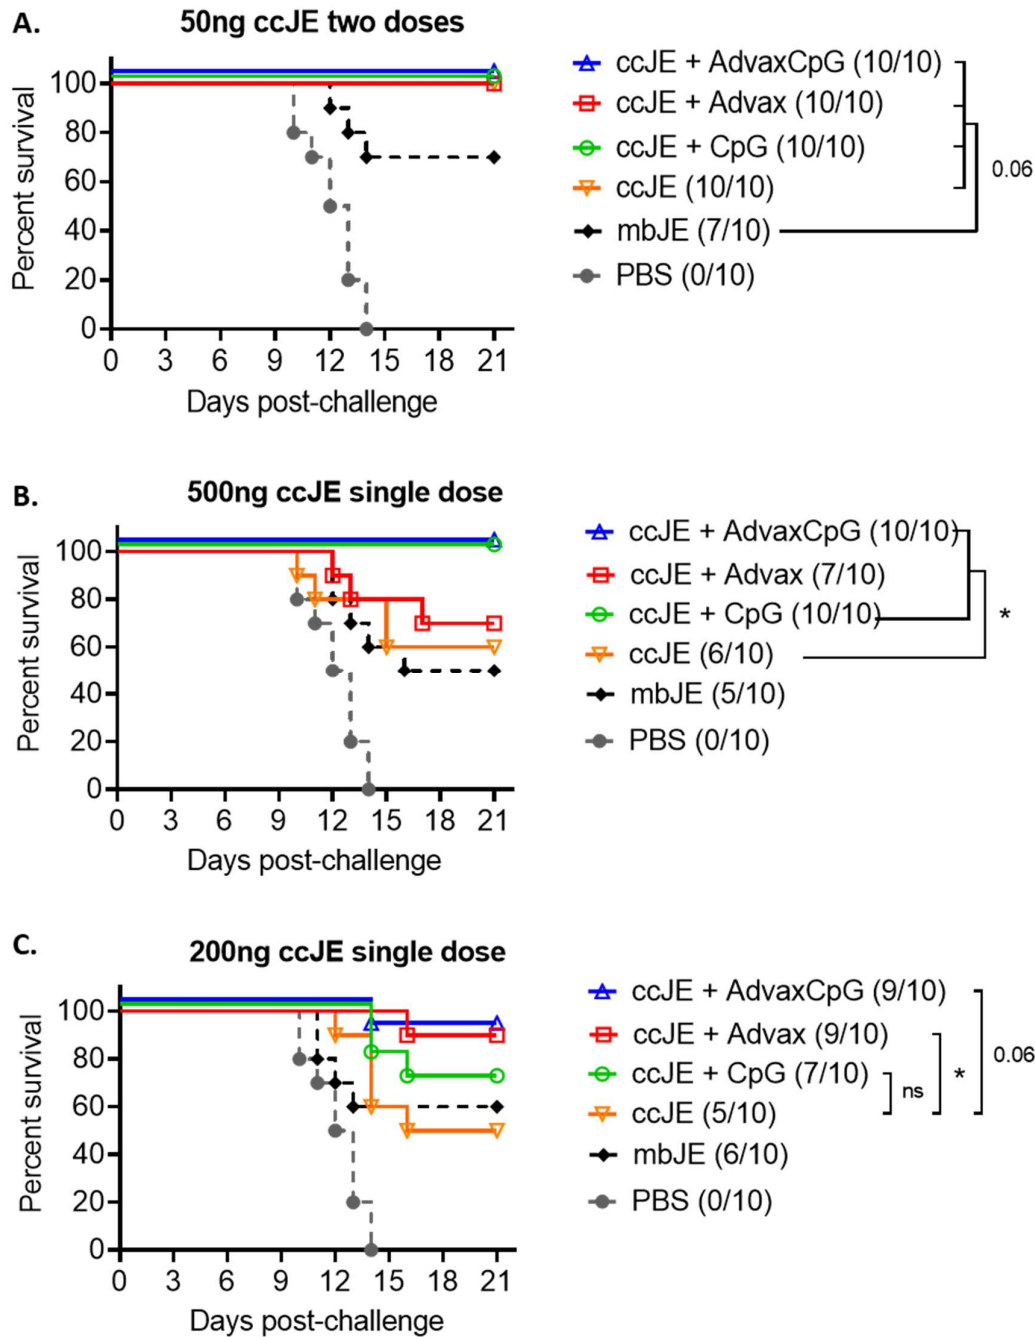 A.
50ng ccJE two doses
Percent survival
100
80
60
40
20
0
0 3 6 9 12 15 18 21
Days post-challenge
ccJE + AdvaxCpG (10/10)
ccJE + Advax (10/10)
ccJE + CpG (10/10)
ccJE (10/10)
mbJE (7/10)
PBS (0/10)
0.06
B.
500ng ccJE single dose
Percent survival
100
80
60
40
20
0
0 3 6 9 12 15 18 21
Days post-challenge
ccJE + AdvaxCpG (10/10)
ccJE + Advax (7/10)
ccJE + CpG (10/10)
ccJE (6/10)
mbJE (5/10)
PBS (0/10)
*
C.
200ng ccJE single dose
Percent survival
100
80
60
40
20
0
0 3 6 9 12 15 18 21
Days post-challenge
ccJE + AdvaxCpG (9/10)
ccJE + Advax (9/10)
ccJE + CpG (7/10)
ccJE (5/10)
mbJE (6/10)
PBS (0/10)
ns
*
0.06